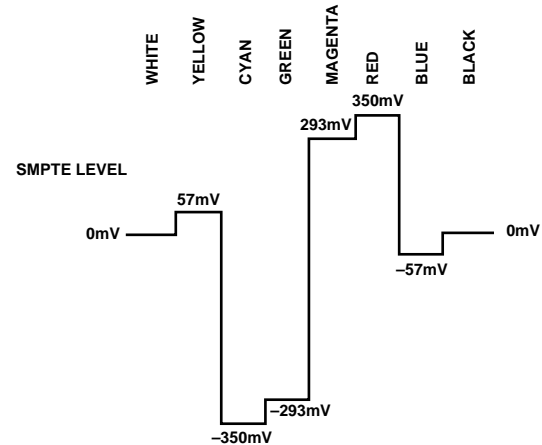 WHITE
YELLOW
CYAN
GREEN
MAGENTA
RED
BLUE
BLACK
350mV
293mV
SMPTE LEVEL
57mV
0mV
0mV
–57mV
–293mV
–350mV